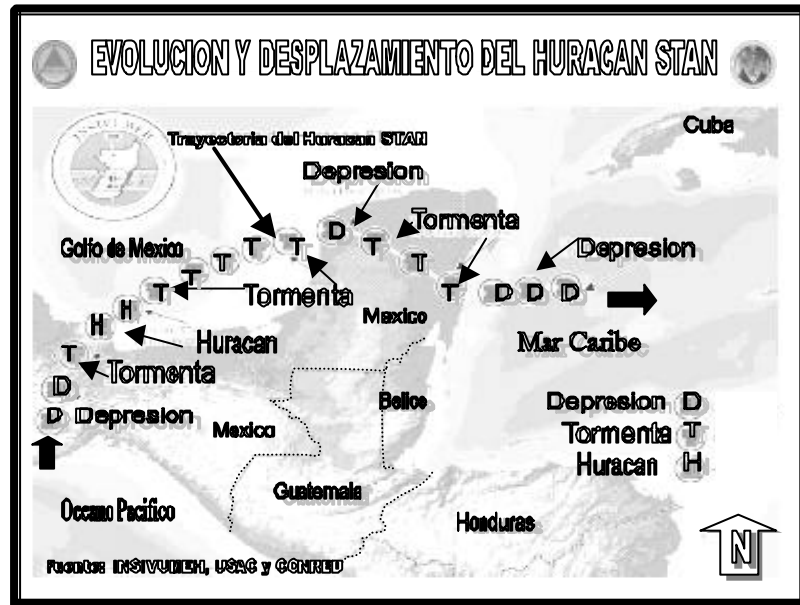 EVOLUCION Y DESPLAZAMIENTO DEL HURACAN STAN
Cuba
Trayectoria del Huracan STAN
Depresion
D
Tormenta
Golfo de Mexico
T T T T T T T
Depresion
T T D D D
Tormenta
H
H
Mexico
Huracan
Mar Caribe
T
Tormenta
D
D Depresion
Mexico
Belice
Depresion D
Tormenta T
Huracan H
Guatemala
Oceano Pacifico
Honduras
N
Fuente: INSIVUMEH, USAC y CONRED